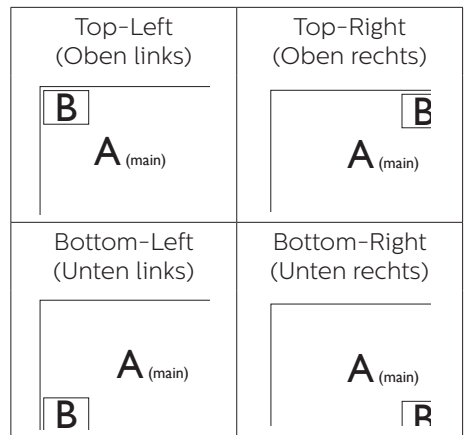 Top-Left
(Oben links)
B
A (main)
Top-Right
(Oben rechts)
B
A (main)
Bottom-Left
(Unten links)
A (main)
B
Bottom-Right
(Unten rechts)
A (main)
B